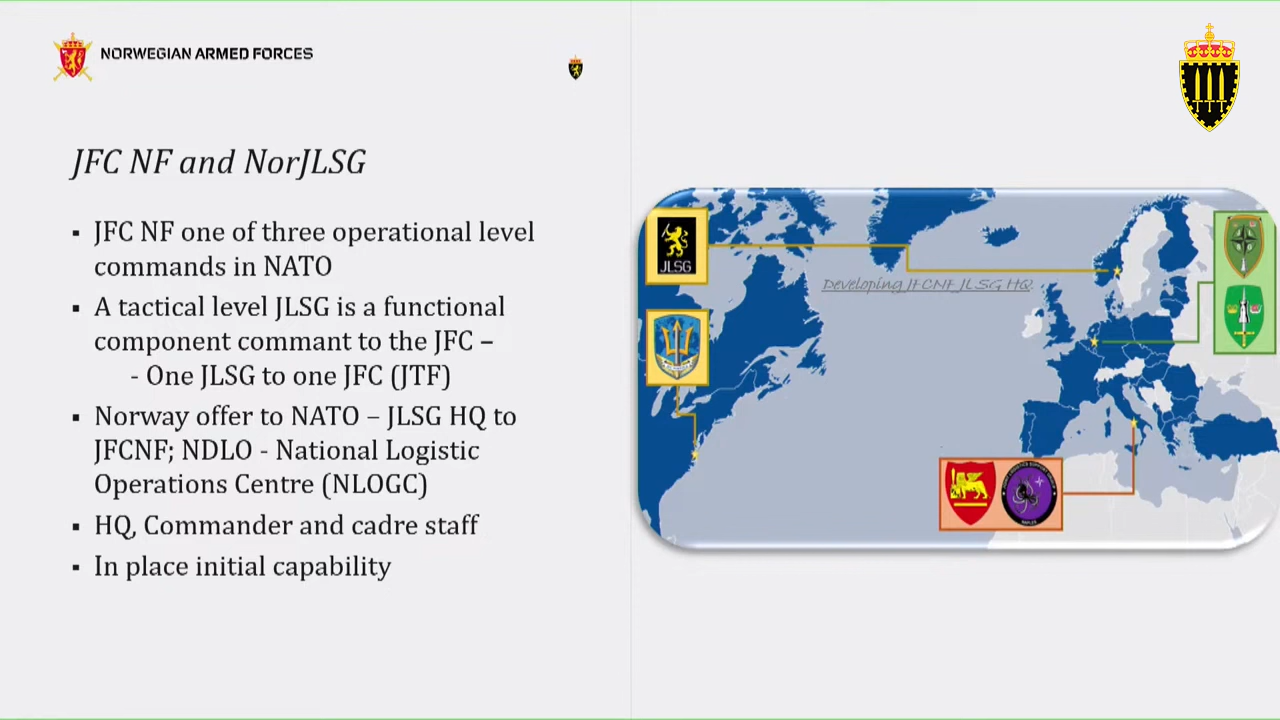 NORWEGIAN ARMED FORCES
JFC NF and NorJLSG
▪ JFC NF one of three operational level
commands in NATO
▪ A tactical level JLSG is a functional
component commant to the JFC –
- One JLSG to one JFC (JTF)
▪ Norway offer to NATO – JLSG HQ to
JFCNF; NDLO - National Logistic
Operations Centre (NLOGC)
▪ HQ, Commander and cadre staff
▪ In place initial capability
JLSG
Developing JFCNF JLSG HQ